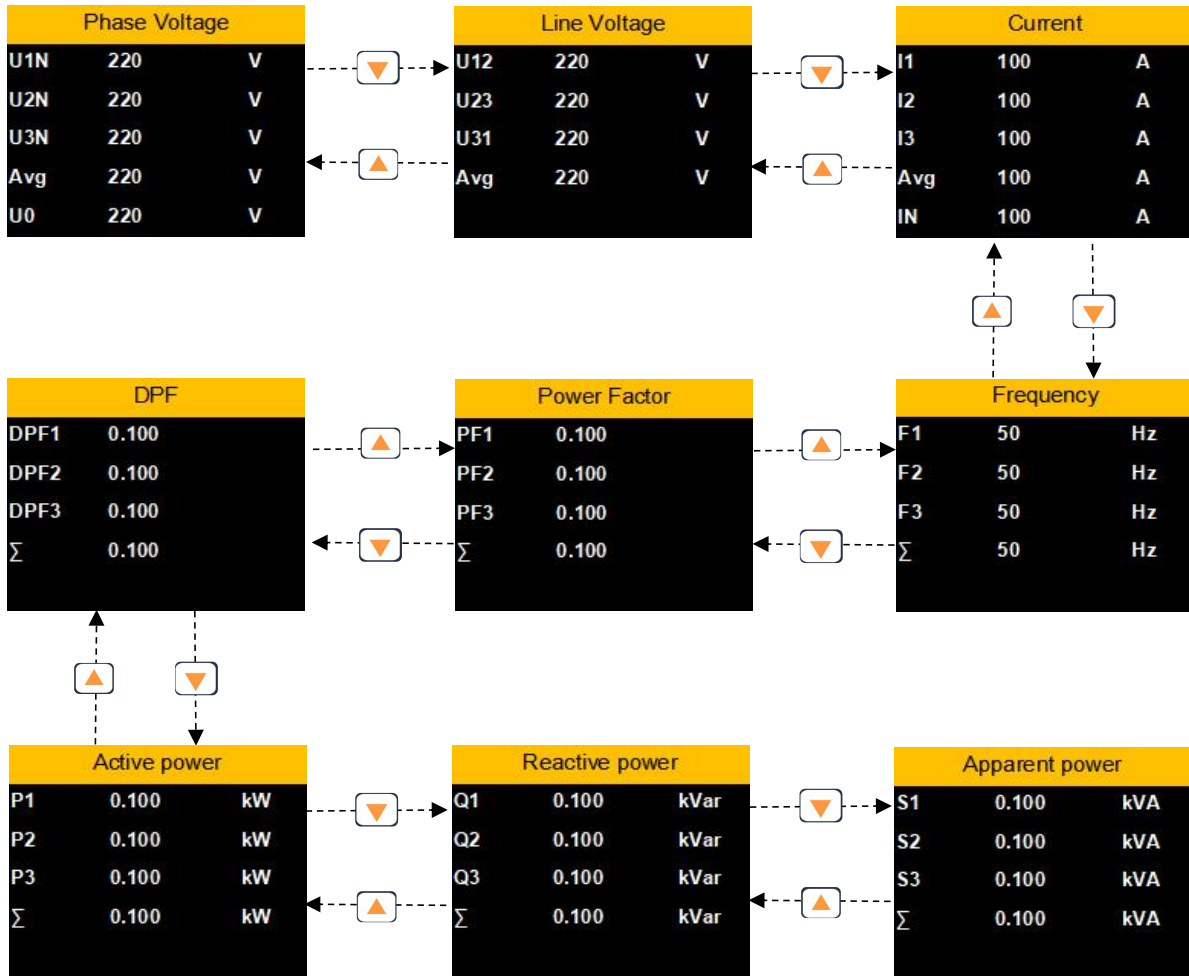 Phase Voltage
U1N 220 V
U2N 220 V
U3N 220 V
Avg 220 V
U0 220 V
Line Voltage
U12 220 V
U23 220 V
U31 220 V
Avg 220 V
Current
I1 100 A
I2 100 A
I3 100 A
Avg 100 A
IN 100 A
DPF
DPF1 0.100
DPF2 0.100
DPF3 0.100
∑ 0.100
Power Factor
PF1 0.100
PF2 0.100
PF3 0.100
∑ 0.100
Frequency
F1 50 Hz
F2 50 Hz
F3 50 Hz
∑ 50 Hz
Active power
P1 0.100 kW
P2 0.100 kW
P3 0.100 kW
∑ 0.100 kW
Reactive power
Q1 0.100 kVar
Q2 0.100 kVar
Q3 0.100 kVar
∑ 0.100 kVar
Apparent power
S1 0.100 kVA
S2 0.100 kVA
S3 0.100 kVA
∑ 0.100 kVA